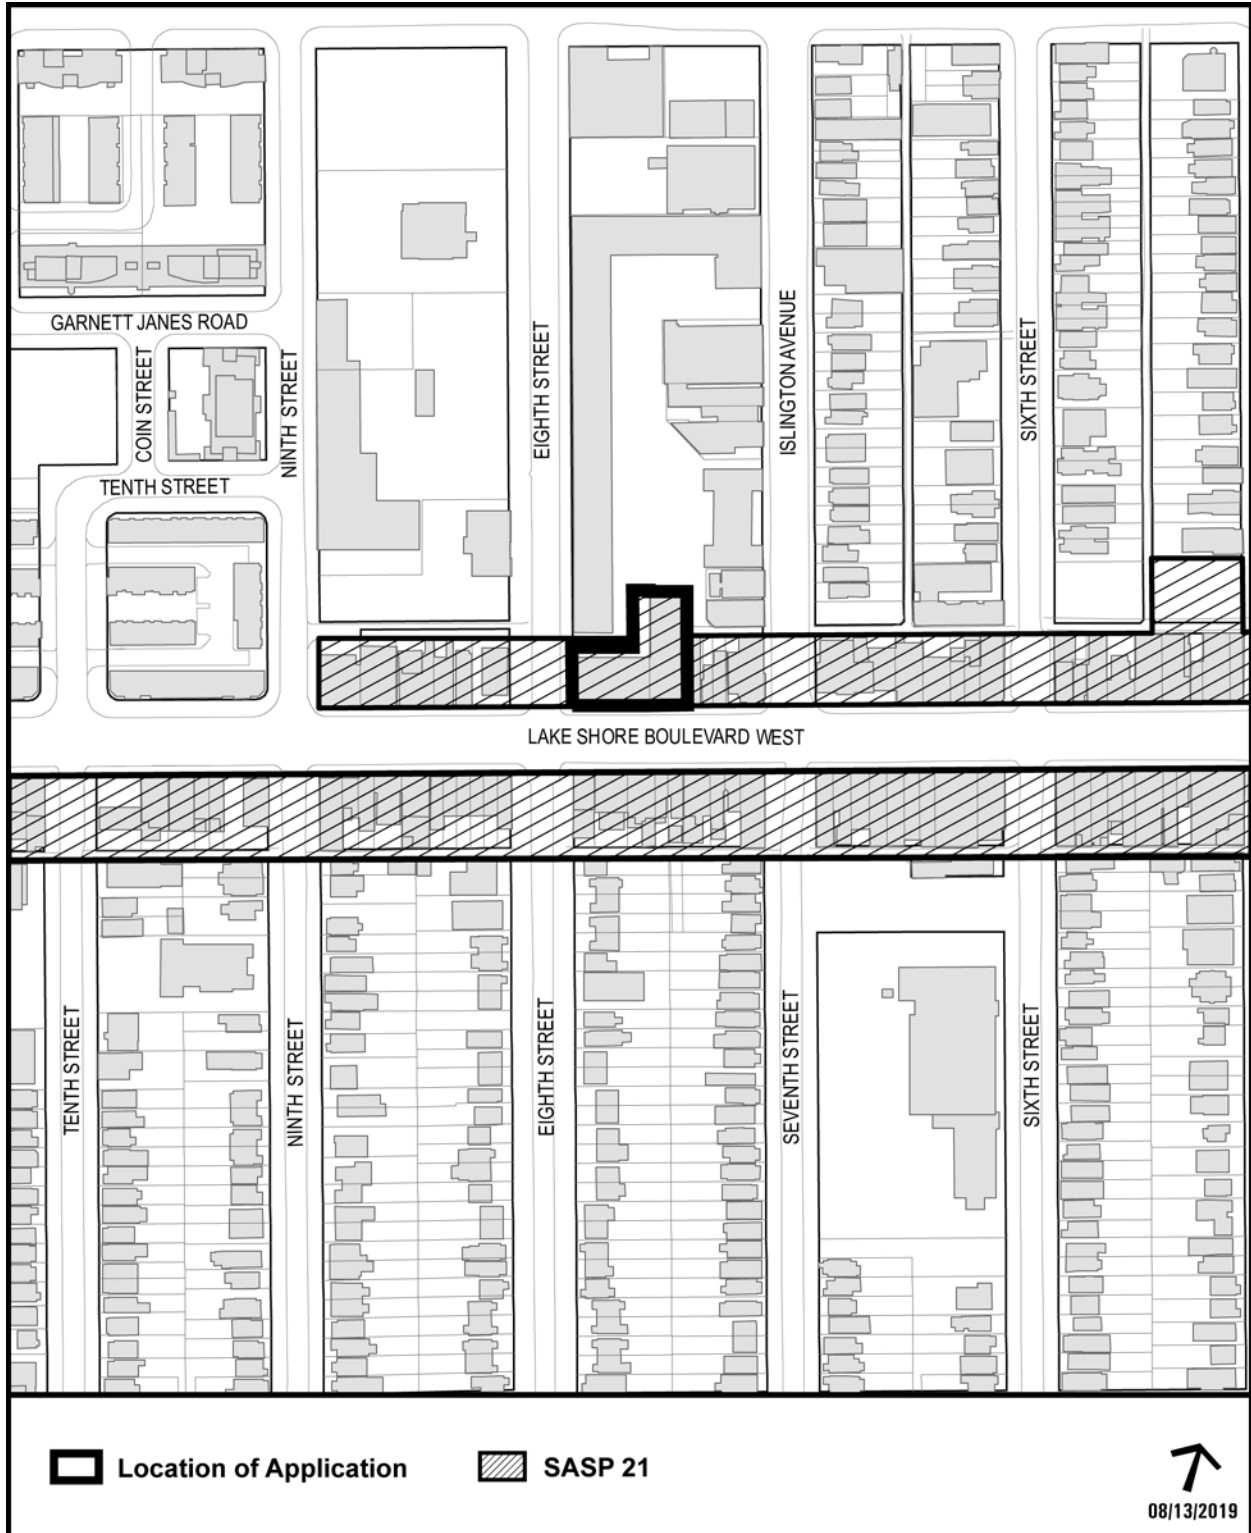 GARNETT JANES ROAD
COIN STREET
NINTH STREET
EIGHTH STREET
ISLINGTON AVENUE
SIXTH STREET
TENTH STREET
LAKE SHORE BOULEVARD WEST
TENTH STREET
NINTH STREET
EIGHTH STREET
SEVENTH STREET
SIXTH STREET
Location of Application
SASP 21
08/13/2019